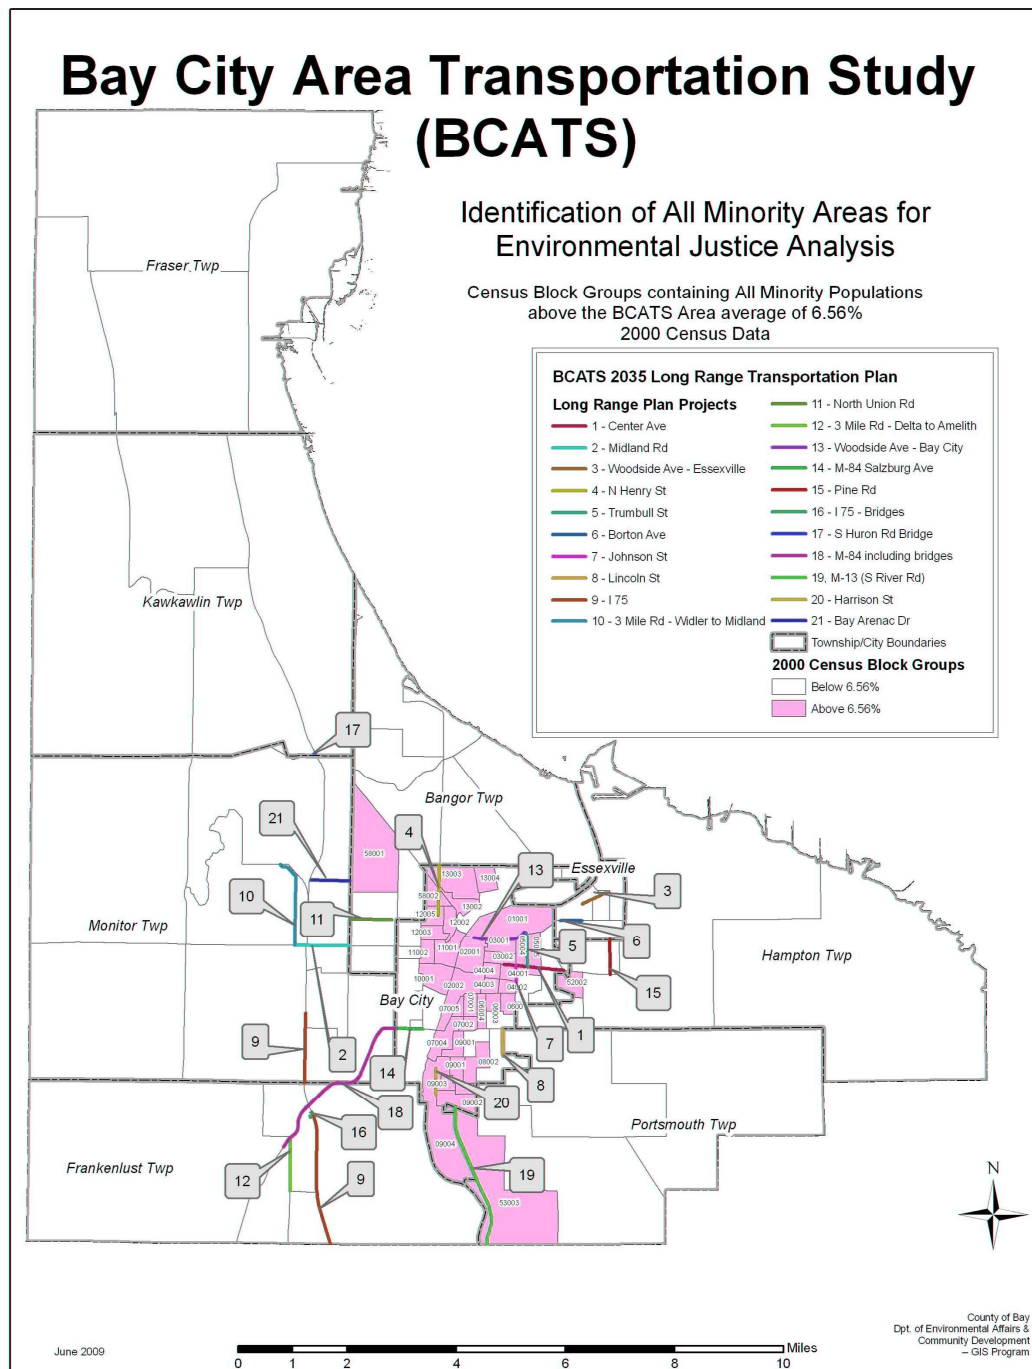 Bay City Area Transportation Study
(BCATS)
Identification of All Minority Areas for
Environmental Justice Analysis
Census Block Groups containing All Minority Populations
above the BCATS Area average of 6.56%
2000 Census Data
BCATS 2035 Long Range Transportation Plan
Long Range Plan Projects
1 - Center Ave
2 - Midland Rd
3 - Woodside Ave - Essexville
4 - N Henry St
5 - Trumbull St
6 - Borton Ave
7 - Johnson St
8 - Lincoln St
9 - I 75
10 - 3 Mile Rd - Widler to Midland
11 - North Union Rd
12 - 3 Mile Rd - Delta to Amelith
13 - Woodside Ave - Bay City
14 - M-84 Salzburg Ave
15 - Pine Rd
16 - I 75 - Bridges
17 - S Huron Rd Bridge
18 - M-84 including bridges
19, M-13 (S River Rd)
20 - Harrison St
21 - Bay Arenac Dr
Township/City Boundaries
2000 Census Block Groups
Below 6.56%
Above 6.56%
Fraser Twp
Kawkawlin Twp
17
Bangor Twp
21
4
58001
13003
13004
13
Essexville
58002
3
10
13002
12005
01001
11
12002
Monitor Twp
12003
03001
6
11001
05004
5
Hampton Twp
11002
02001
03002
04004
04001
52002
10001
02002
04003
04002
15
Bay City
07001
06004
06003
0600
07005
1
9
07002
7
2
07004
09001
14
08002
8
09001
09003
20
18
09002
16
Portsmouth Twp
09004
Frankenlust Twp
12
9
19
53003
N
County of Bay
Dpt. of Environmental Affairs &
Community Development
– GIS Program
June 2009
0 1 2 4 6 8 10
Miles